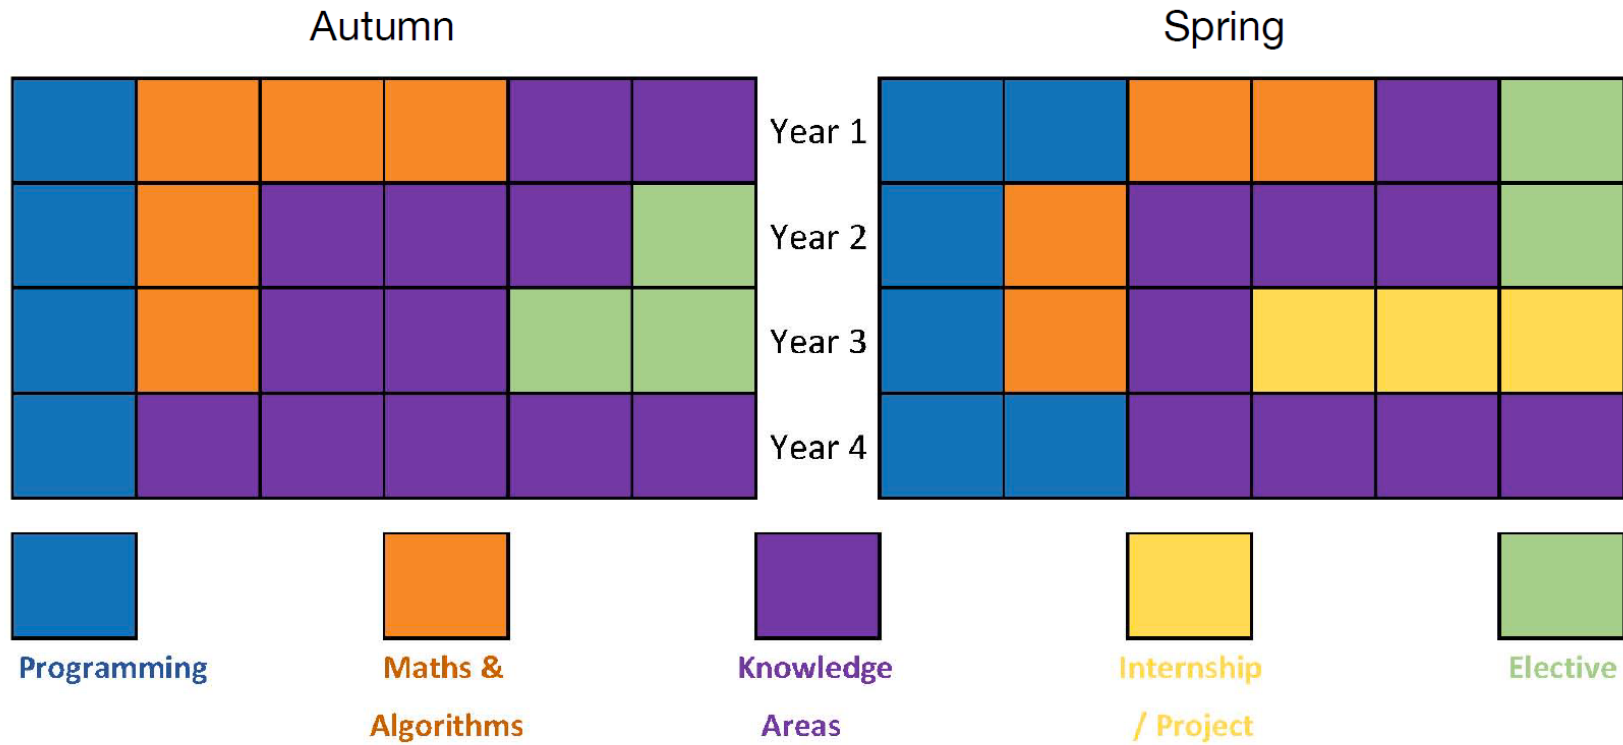 Autumn
Spring
Year 1
Year 2
Year 3
Year 4
Programming
Maths &
Algorithms
Knowledge
Areas
Internship
/ Project
Elective